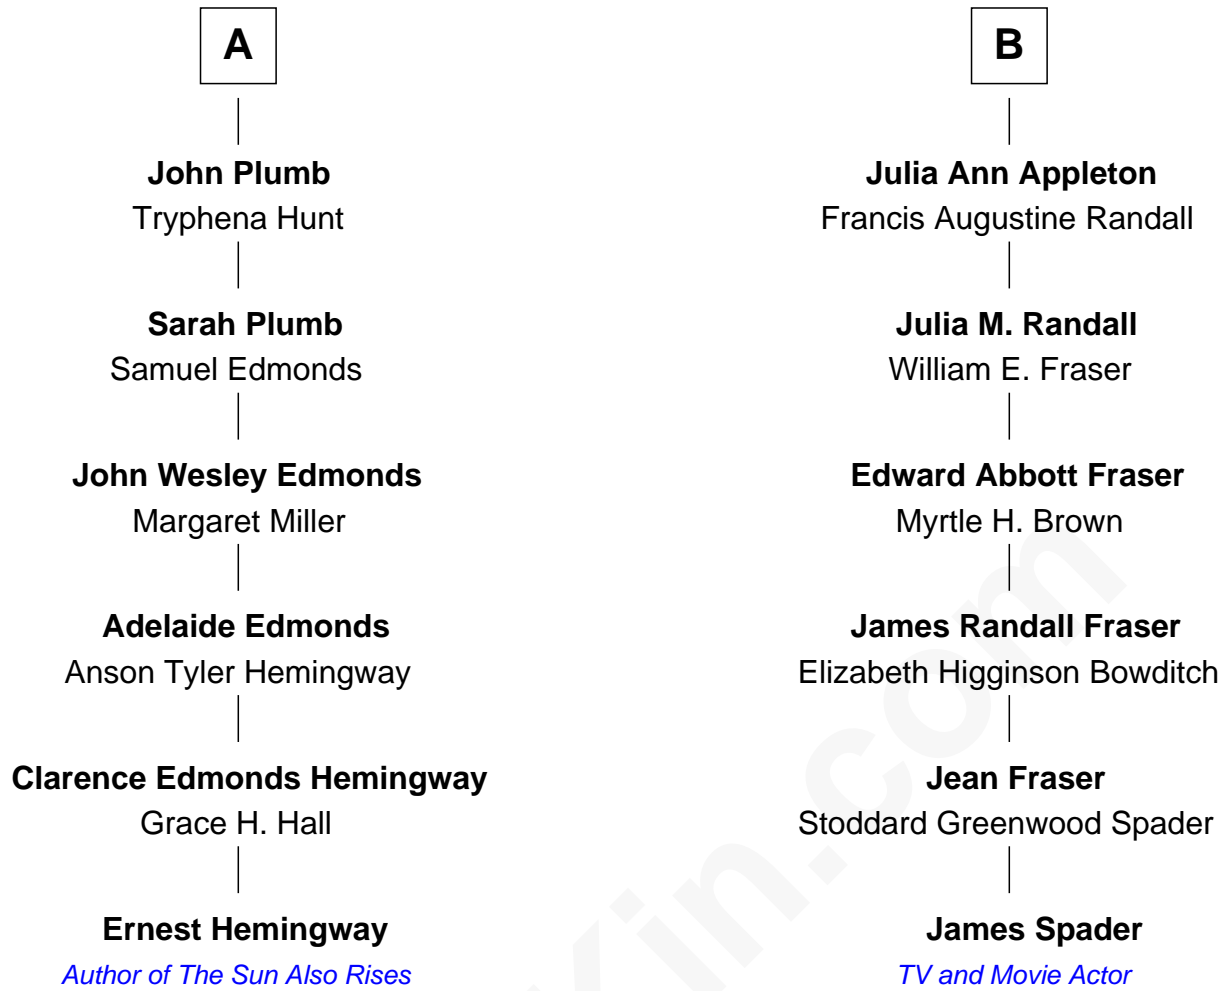 A
John Plumb
Tryphena Hunt
Sarah Plumb
Samuel Edmonds
John Wesley Edmonds
Margaret Miller
Adelaide Edmonds
Anson Tyler Hemingway
Clarence Edmonds Hemingway
Grace H. Hall
Ernest Hemingway
Author of The Sun Also Rises
B
Julia Ann Appleton
Francis Augustine Randall
Julia M. Randall
William E. Fraser
Edward Abbott Fraser
Myrtle H. Brown
James Randall Fraser
Elizabeth Higginson Bowditch
Jean Fraser
Stoddard Greenwood Spader
James Spader
TV and Movie Actor